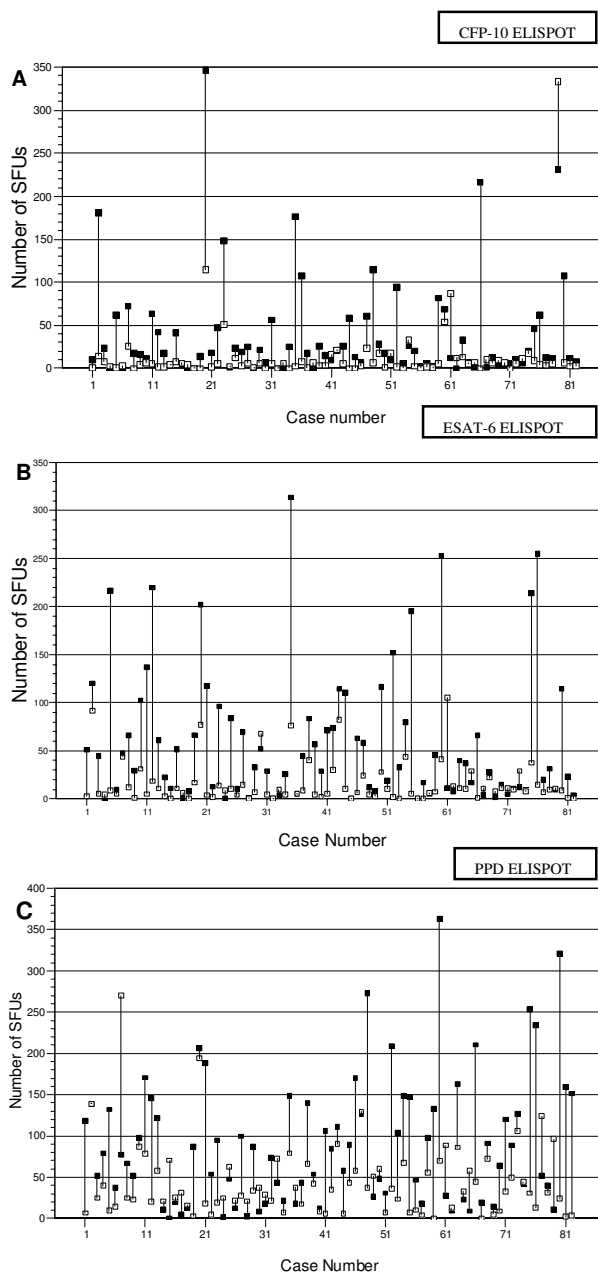 CFP-10 ELISPOT
A
Number of SFUs
350
300
250
200
150
100
50
0
1 11 21 31 41 51 61 71 81
Case number
ESAT-6 ELISPOT
B
Number of SFUs
350
300
250
200
150
100
50
0
1 11 21 31 41 51 61 71 81
Case Number
PPD ELISPOT
C
Number of SFUs
400
350
300
250
200
150
100
50
0
1 11 21 31 41 51 61 71 81
Case Number